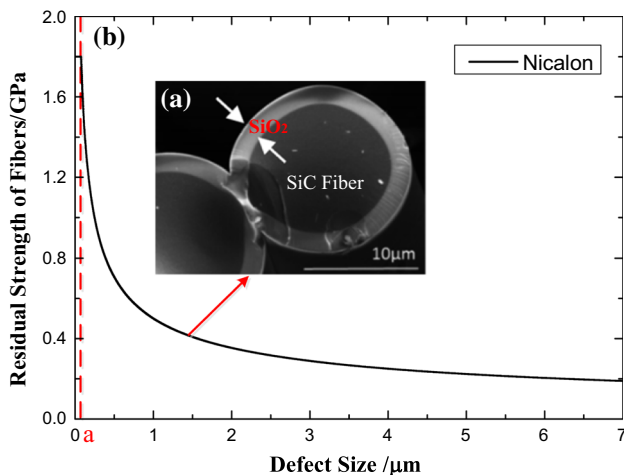 2.0
(b)
Nicalon
1.6
(a)
SiO2
1.2
SiC Fiber
0.8
10μm
0.4
0.0
0 a 1 2 3 4 5 6 7
Residual Strength of Fibers/GPa
Defect Size /μm